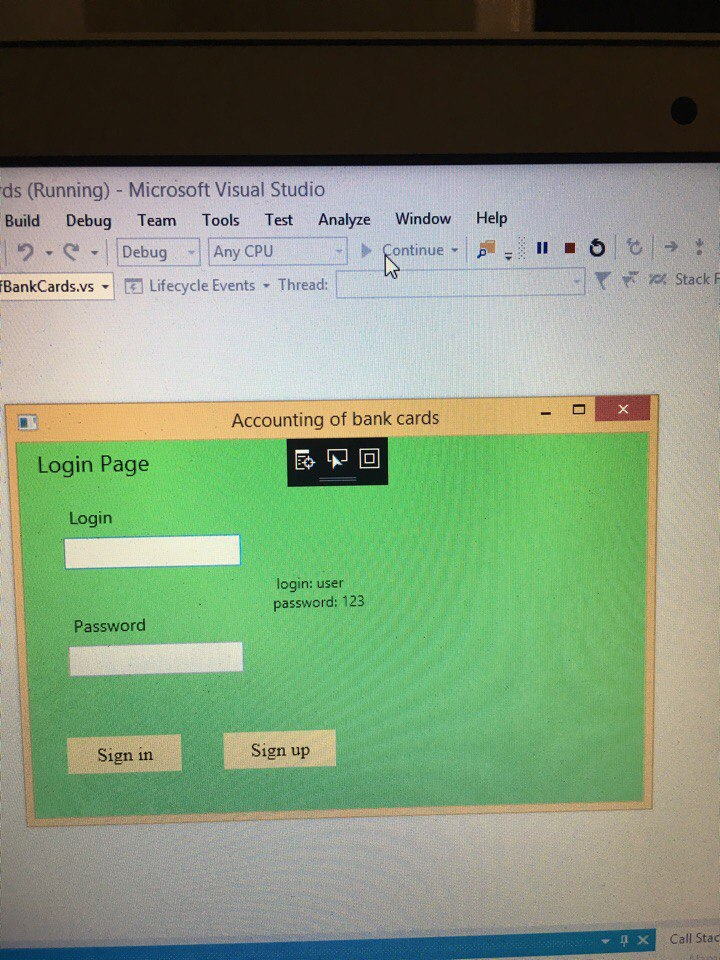 rds (Running) - Microsoft Visual Studio
Build Debug Team Tools Test Analyze Window Help
Debug Any CPU Continue
fBankCards.vs Lifecycle Events Thread: Stack F
Accounting of bank cards
Login Page
Login
login: user
password: 123
Password
Sign in Sign up
Call Stac